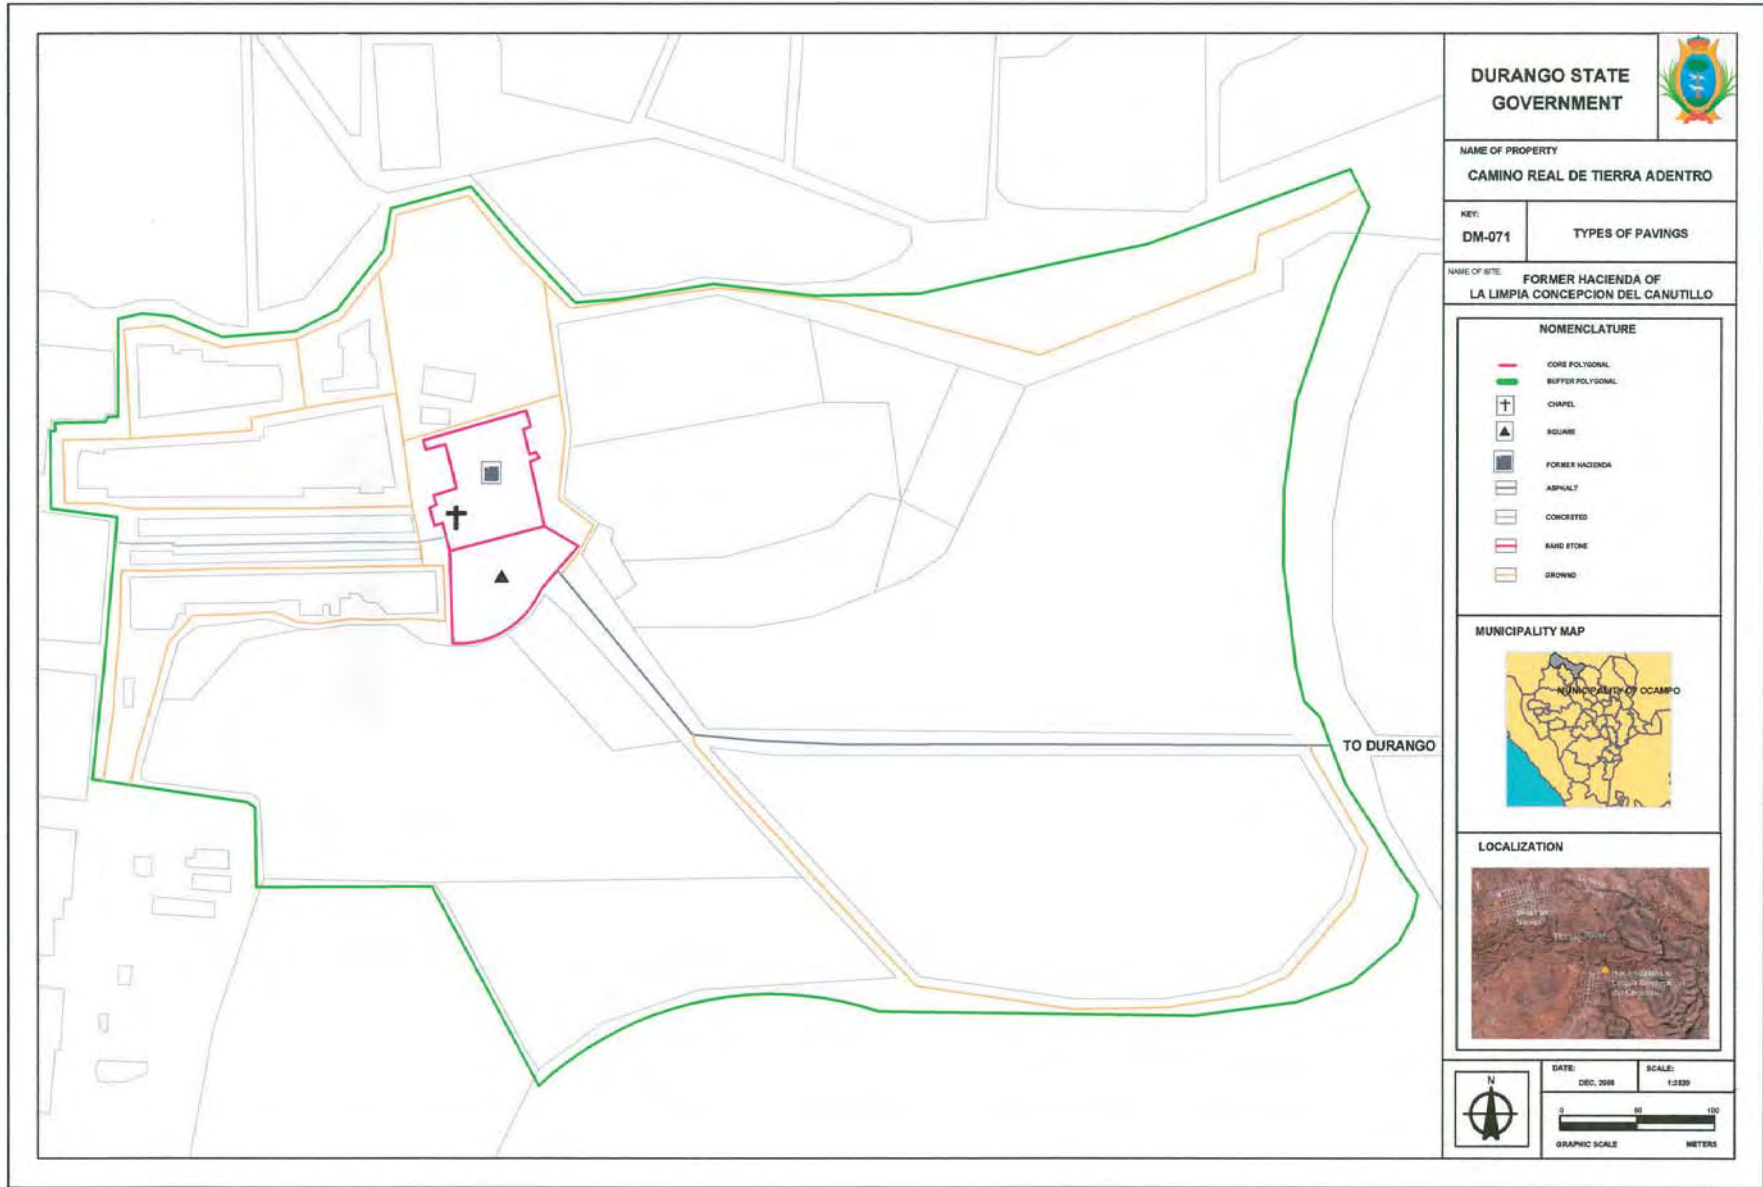 DURANGO STATE
GOVERNMENT
NAME OF PROPERTY
CAMINO REAL DE TIERRA ADENTRO
KEY:
DM-071
TYPES OF PAVINGS
NAME OF SITE
FORMER HACIENDA OF
LA LIMPIA CONCEPCION DEL CANUTILLO
NOMENCLATURE
CORE POLYGONAL
BUFFER POLYGONAL
CHAPEL
SQUARE
FORMER HACIENDA
ASPHALT
CONCRETED
SAND STONE
GROWND
MUNICIPALITY MAP
MUNICIPALITY OF OCAMPO
TO DURANGO
LOCALIZATION
N
DATE:
SCALE:
0
50
100
GRAPHIC SCALE
METERS